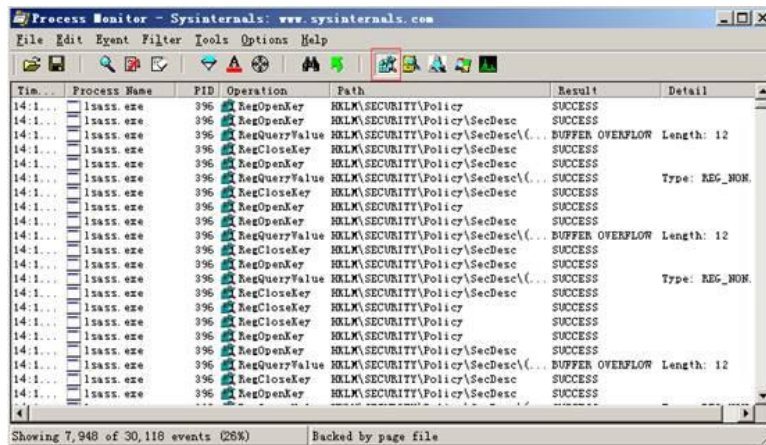 Process Monitor - Sysinternals: www.sysinternals.com
File Edit Event Filter Tools Options Help
Tim... Process Name PID Operation Path Result Detail
14:1... lsass.exe 396 RegOpenKey HKLM\SECURITY\Policy SUCCESS
14:1... lsass.exe 396 RegOpenKey HKLM\SECURITY\Policy\SecDesc SUCCESS
14:1... lsass.exe 396 RegQueryValue HKLM\SECURITY\Policy\SecDesc\(... BUFFER OVERFLOW Length: 12
14:1... lsass.exe 396 RegCloseKey HKLM\SECURITY\Policy\SecDesc SUCCESS
14:1... lsass.exe 396 RegOpenKey HKLM\SECURITY\Policy\SecDesc SUCCESS
14:1... lsass.exe 396 RegQueryValue HKLM\SECURITY\Policy\SecDesc\(... SUCCESS Type: REG_NON.
14:1... lsass.exe 396 RegCloseKey HKLM\SECURITY\Policy\SecDesc SUCCESS
14:1... lsass.exe 396 RegOpenKey HKLM\SECURITY\Policy SUCCESS
14:1... lsass.exe 396 RegOpenKey HKLM\SECURITY\Policy\SecDesc SUCCESS
14:1... lsass.exe 396 RegQueryValue HKLM\SECURITY\Policy\SecDesc\(... BUFFER OVERFLOW Length: 12
14:1... lsass.exe 396 RegCloseKey HKLM\SECURITY\Policy\SecDesc SUCCESS
14:1... lsass.exe 396 RegOpenKey HKLM\SECURITY\Policy\SecDesc SUCCESS
14:1... lsass.exe 396 RegQueryValue HKLM\SECURITY\Policy\SecDesc\(... SUCCESS Type: REG_NON.
14:1... lsass.exe 396 RegCloseKey HKLM\SECURITY\Policy\SecDesc SUCCESS
14:1... lsass.exe 396 RegCloseKey HKLM\SECURITY\Policy SUCCESS
14:1... lsass.exe 396 RegOpenKey HKLM\SECURITY\Policy SUCCESS
14:1... lsass.exe 396 RegOpenKey HKLM\SECURITY\Policy\SecDesc SUCCESS
14:1... lsass.exe 396 RegQueryValue HKLM\SECURITY\Policy\SecDesc\(... BUFFER OVERFLOW Length: 12
14:1... lsass.exe 396 RegCloseKey HKLM\SECURITY\Policy\SecDesc SUCCESS
14:1... lsass.exe 396 RegOpenKey HKLM\SECURITY\Policy\SecDesc SUCCESS
Showing 7,948 of 30,118 events (26%) Backed by page file